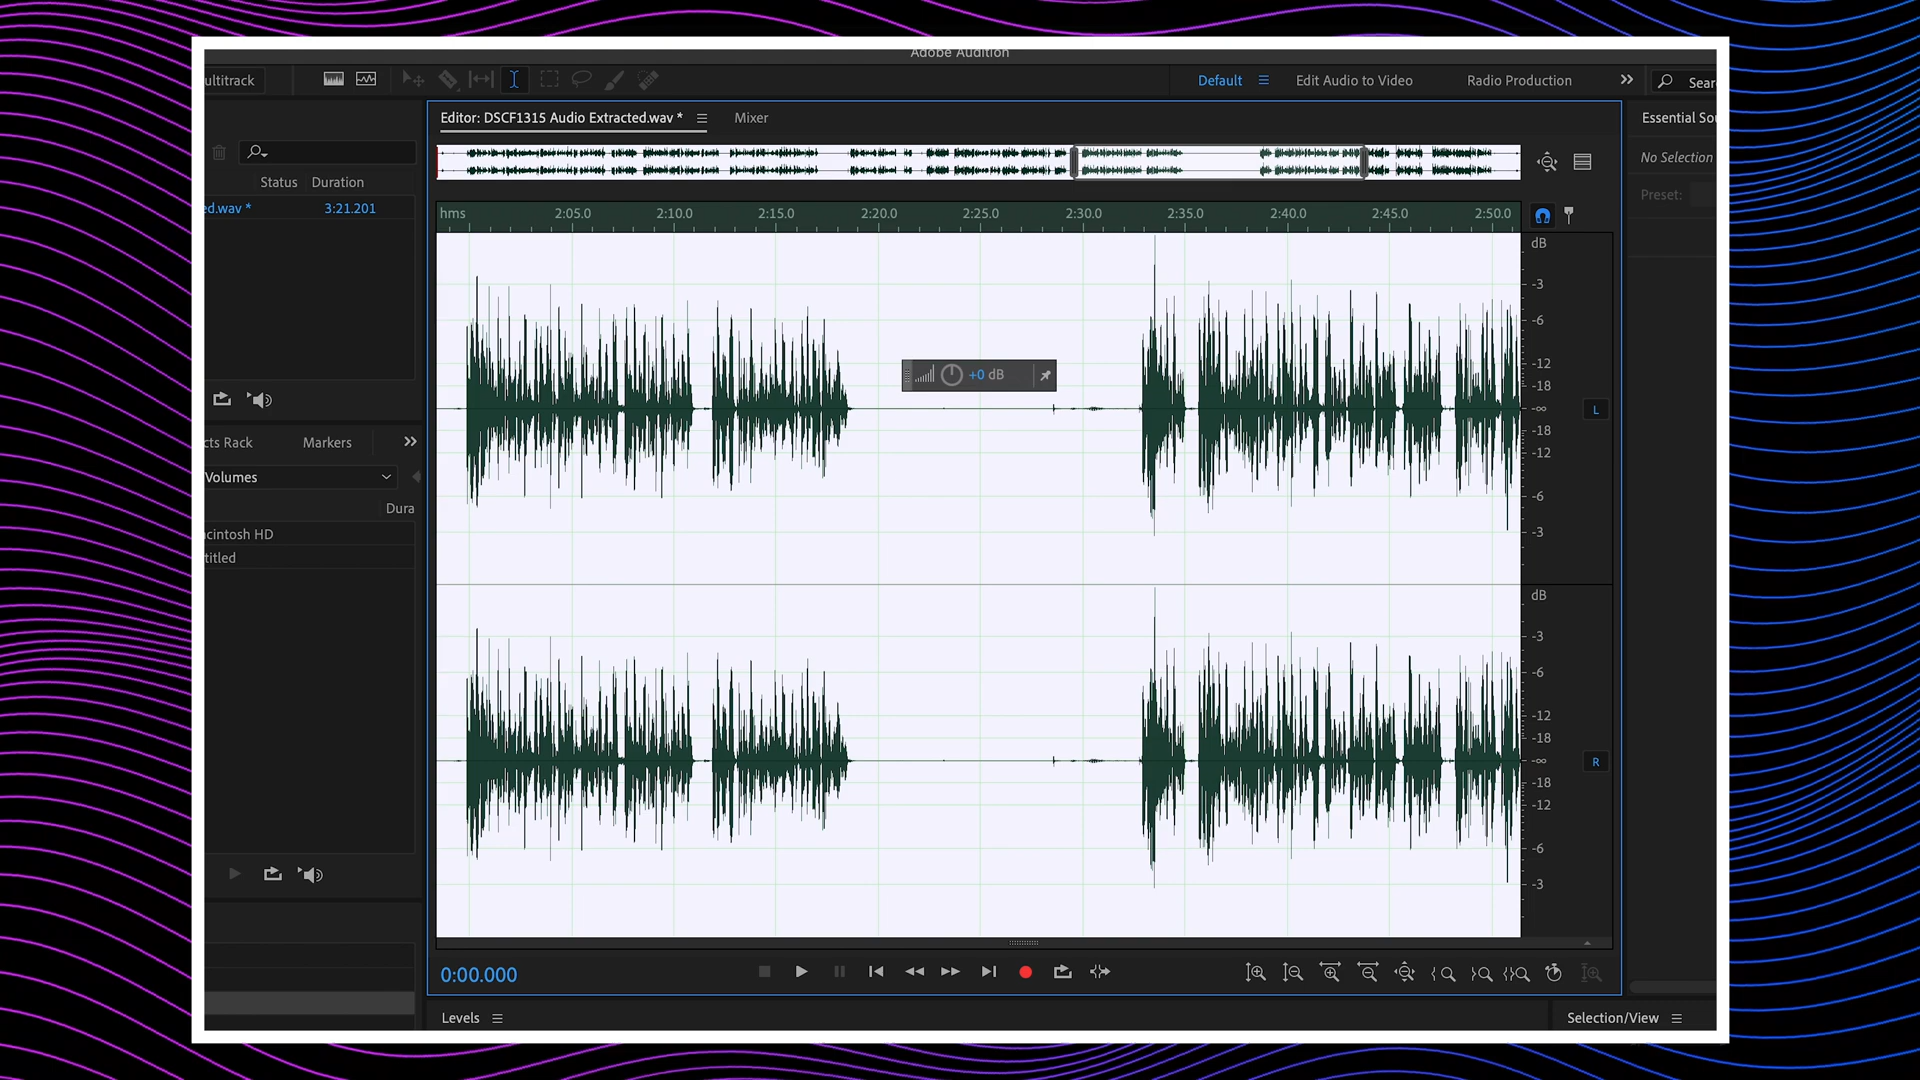 Adobe Audition
ultitrack
Default
Edit Audio to Video
Radio Production
Sear
Editor: DSCF1315 Audio Extracted.wav *
Mixer
Essential Sou
No Selection
Preset:
Status
Duration
ed.wav *
3:21.201
hms
2:05.0
2:10.0
2:15.0
2:20.0
2:25.0
2:30.0
2:35.0
2:40.0
2:45.0
2:50.0
dB
-3
-6
-12
-18
-∞
-18
-12
-6
-3
L
+0 dB
cts Rack
Markers
Volumes
Dura
acintosh HD
titled
dB
-3
-6
-12
-18
-∞
-18
-12
-6
-3
R
0:00.000
Levels
Selection/View